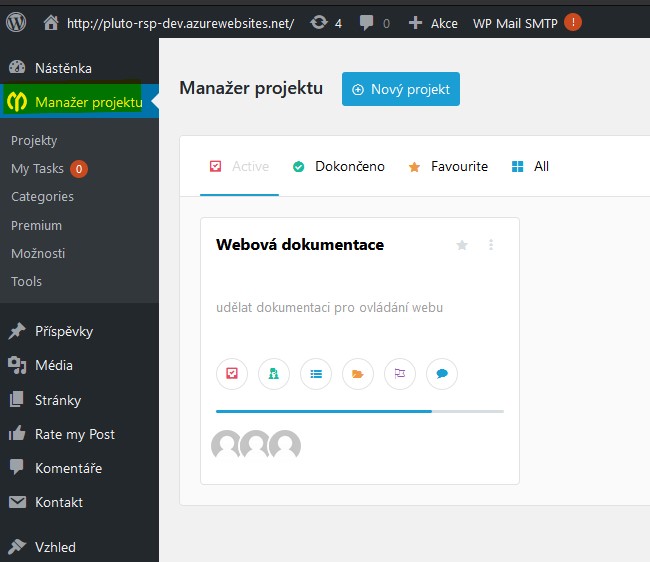 http://pluto-rsp-dev.azurewebsites.net/ 4 0 Akce WP Mail SMTP !
Nástěnka
Manažer projektu
Projekty
My Tasks 0
Categories
Premium
Možnosti
Tools
Příspěvky
Média
Stránky
Rate my Post
Komentáře
Kontakt
Vzhled
Manažer projektu Nový projekt
Active Dokončeno Favourite All
Webová dokumentace
udělat dokumentaci pro ovládání webu